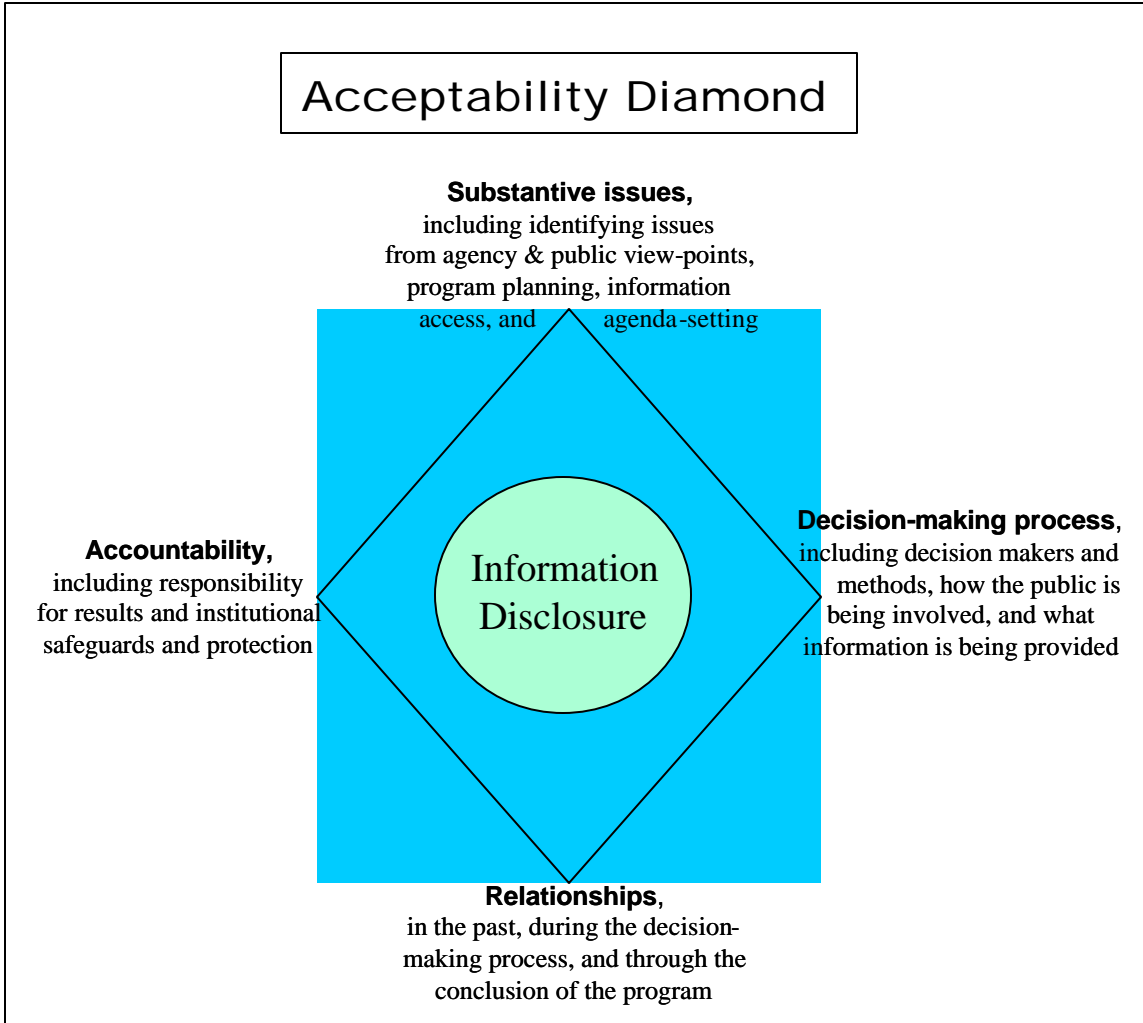 Acceptability Diamond
Substantive issues,
including identifying issues
from agency & public view-points,
program planning, information
access, and agenda-setting
Accountability,
including responsibility
for results and institutional
safeguards and protection
Information
Disclosure
Decision-making process,
including decision makers and
methods, how the public is
being involved, and what
information is being provided
Relationships,
in the past, during the decision-
making process, and through the
conclusion of the program